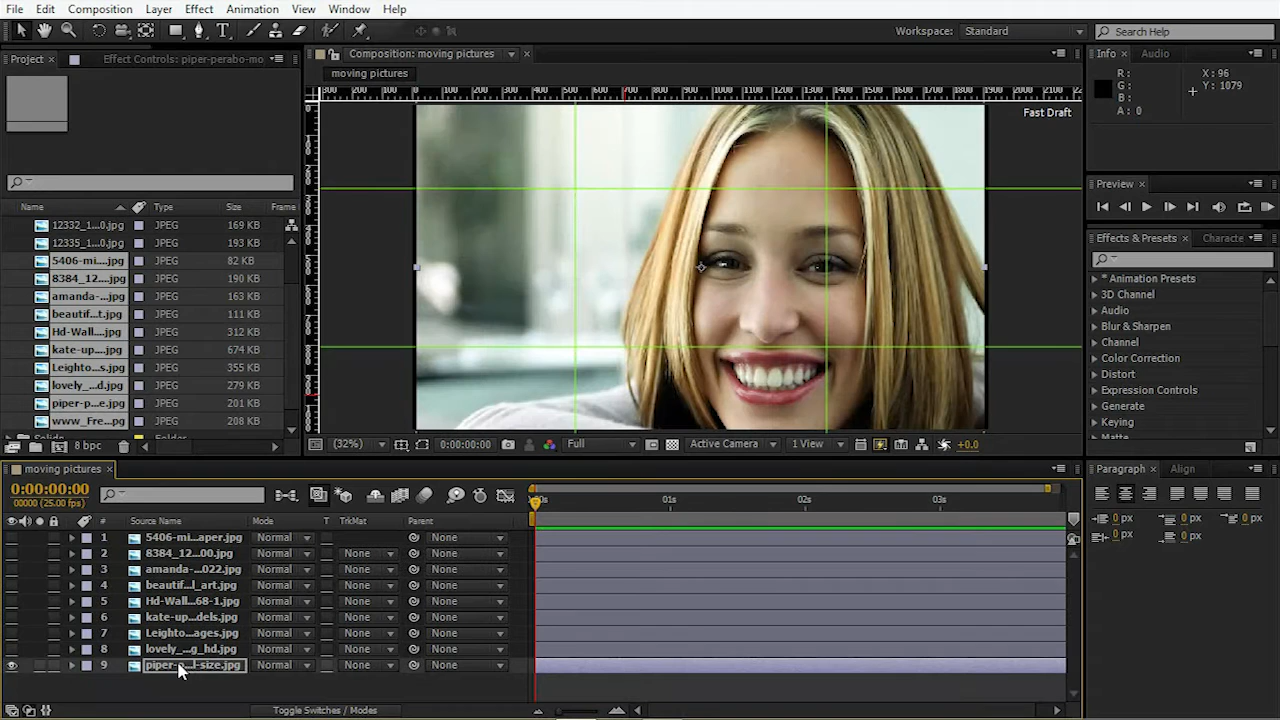 File Edit Composition Layer Effect Animation View Window Help
Workspace: Standard Search Help
Project Effect Controls: piper-perabo-mo
Composition: moving pictures
Info Audio
moving pictures
R: X: 96
G: Y: 1079
B:
A: 0
Fast Draft
Preview
Name Type Size Frame
12332_1...0.jpg JPEG 169 KB
12335_1...0.jpg JPEG 193 KB
5406-mi....jpg JPEG 82 KB
8384_12....jpg JPEG 190 KB
amanda-....jpg JPEG 163 KB
beautif...t.jpg JPEG 111 KB
Hd-Wall....jpg JPEG 312 KB
kate-up....jpg JPEG 674 KB
Leighto...s.jpg JPEG 355 KB
lovely_...d.jpg JPEG 279 KB
piper-p...e.jpg JPEG 201 KB
www_Fre....jpg JPEG 208 KB
8 bpc
Effects & Presets Characte
* Animation Presets
3D Channel
Audio
Blur & Sharpen
Channel
Color Correction
Distort
Expression Controls
Generate
Keying
Matte
(32%) 0:00:00:00 Full Active Camera 1 View +0.0
moving pictures
0:00:00:00
00000 (25.00 fps)
01s 02s 03s
# Source Name Mode T TrkMat Parent
1 5406-mi...aper.jpg Normal None
2 8384_12...00.jpg Normal None None
3 amanda-...022.jpg Normal None None
4 beautif...l_art.jpg Normal None None
5 Hd-Wall...68-1.jpg Normal None None
6 kate-up...dels.jpg Normal None None
7 Leighto...ages.jpg Normal None None
8 lovely_...g_hd.jpg Normal None None
9 piper-p...l-size.jpg Normal None None
Toggle Switches / Modes
Paragraph Align
0 px 0 px 0 px
0 px 0 px